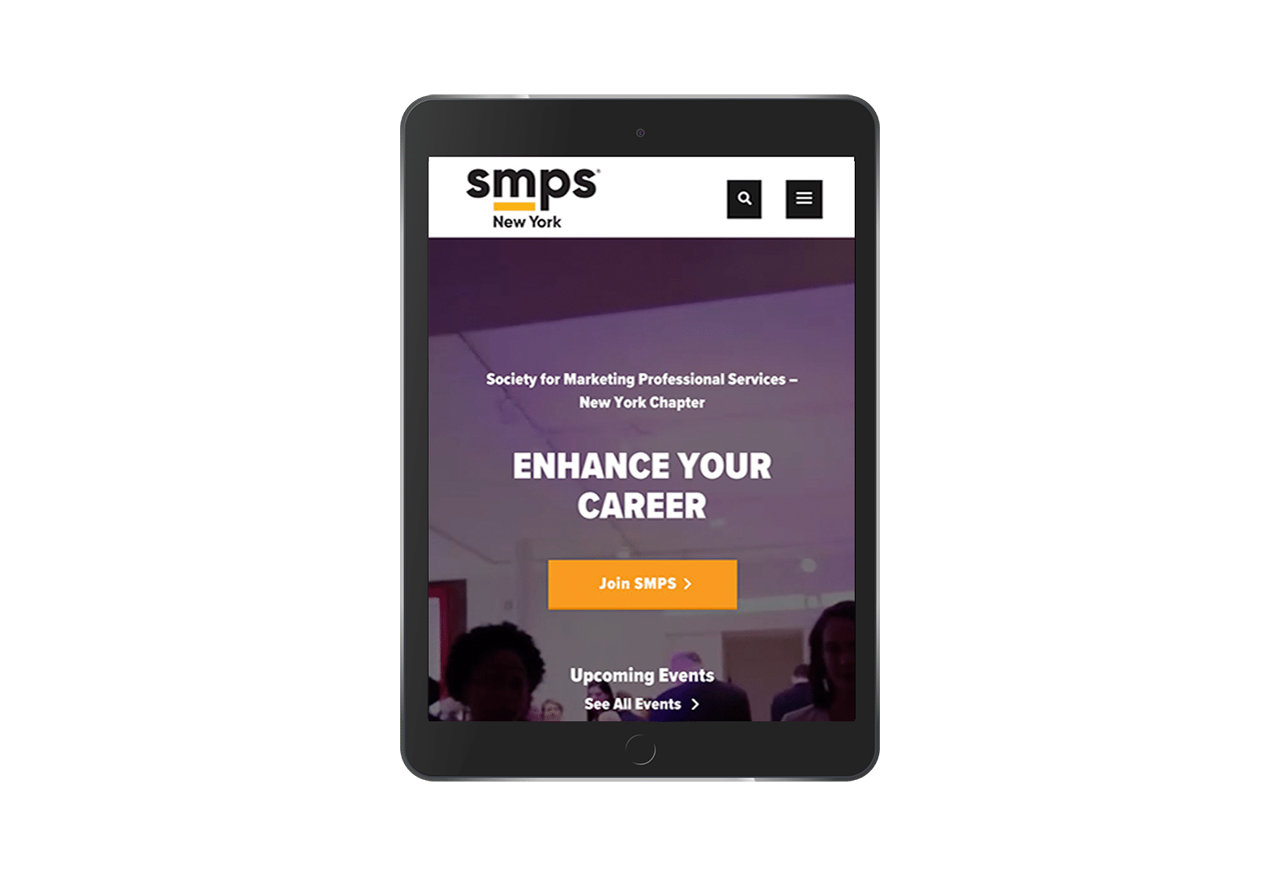 smps®
New York
Society for Marketing Professional Services –
New York Chapter
ENHANCE YOUR
CAREER
Join SMPS
Upcoming Events
See All Events